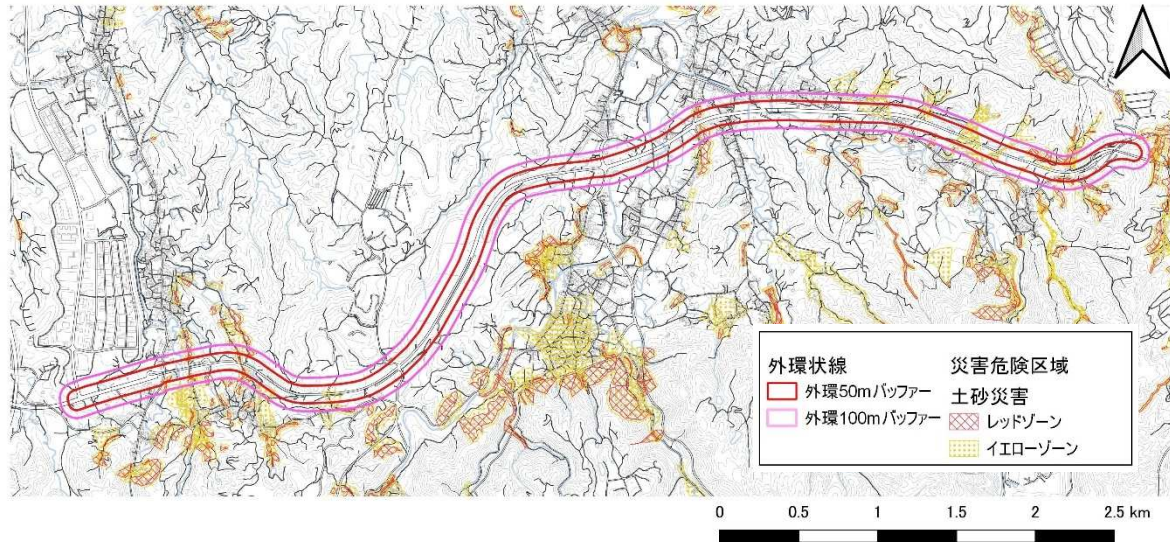 外環状線
外環50mバッファー
外環100mバッファー
災害危険区域
土砂災害
レッドゾーン
イエローゾーン
0 0.5 1 1.5 2 2.5 km